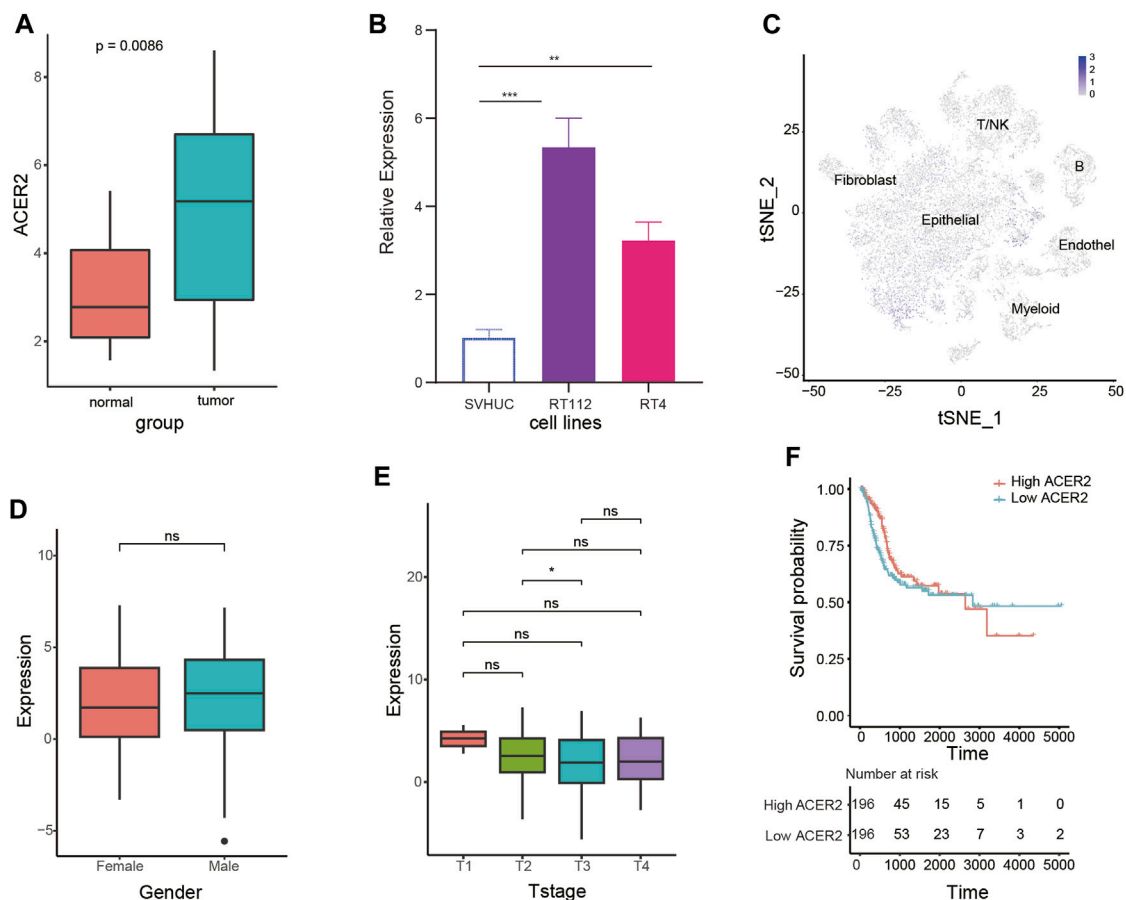 A
p = 0.0086
ACER2
8
6
4
2
normal
tumor
group
B
**
***
Relative Expression
8
6
4
2
0
SVHUC
RT112
RT4
cell lines
C
3
2
1
0
T/NK
B
Fibroblast
Epithelial
Endothel
Myeloid
tSNE_2
25
0
−25
−50
−50
−25
0
25
50
tSNE_1
D
ns
Expression
10
5
0
−5
Female
Male
Gender
E
ns
ns
*
ns
ns
ns
Expression
20
10
0
T1
T2
T3
T4
Tstage
F
High ACER2
Low ACER2
Survival probability
1.00
0.75
0.50
0.25
0.00
0 1000 2000 3000 4000 5000
Time
Number at risk
High ACER2 196 45 15 5 1 0
Low ACER2 196 53 23 7 3 2
0 1000 2000 3000 4000 5000
Time